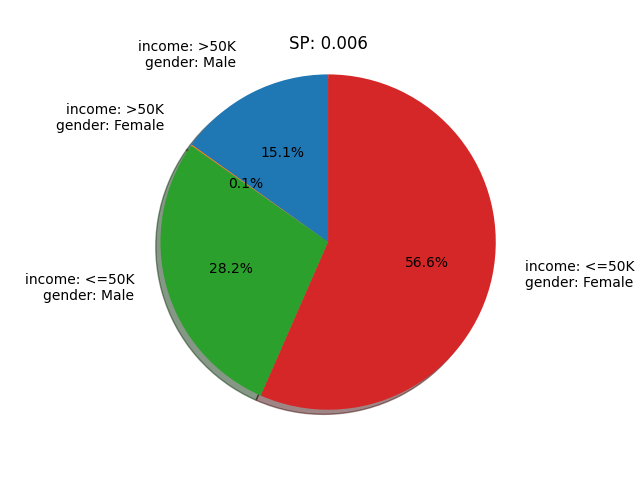 SP: 0.006
income: >50K
gender: Male
income: >50K
gender: Female
15.1%
0.1%
28.2%
56.6%
income: <=50K
gender: Male
income: <=50K
gender: Female